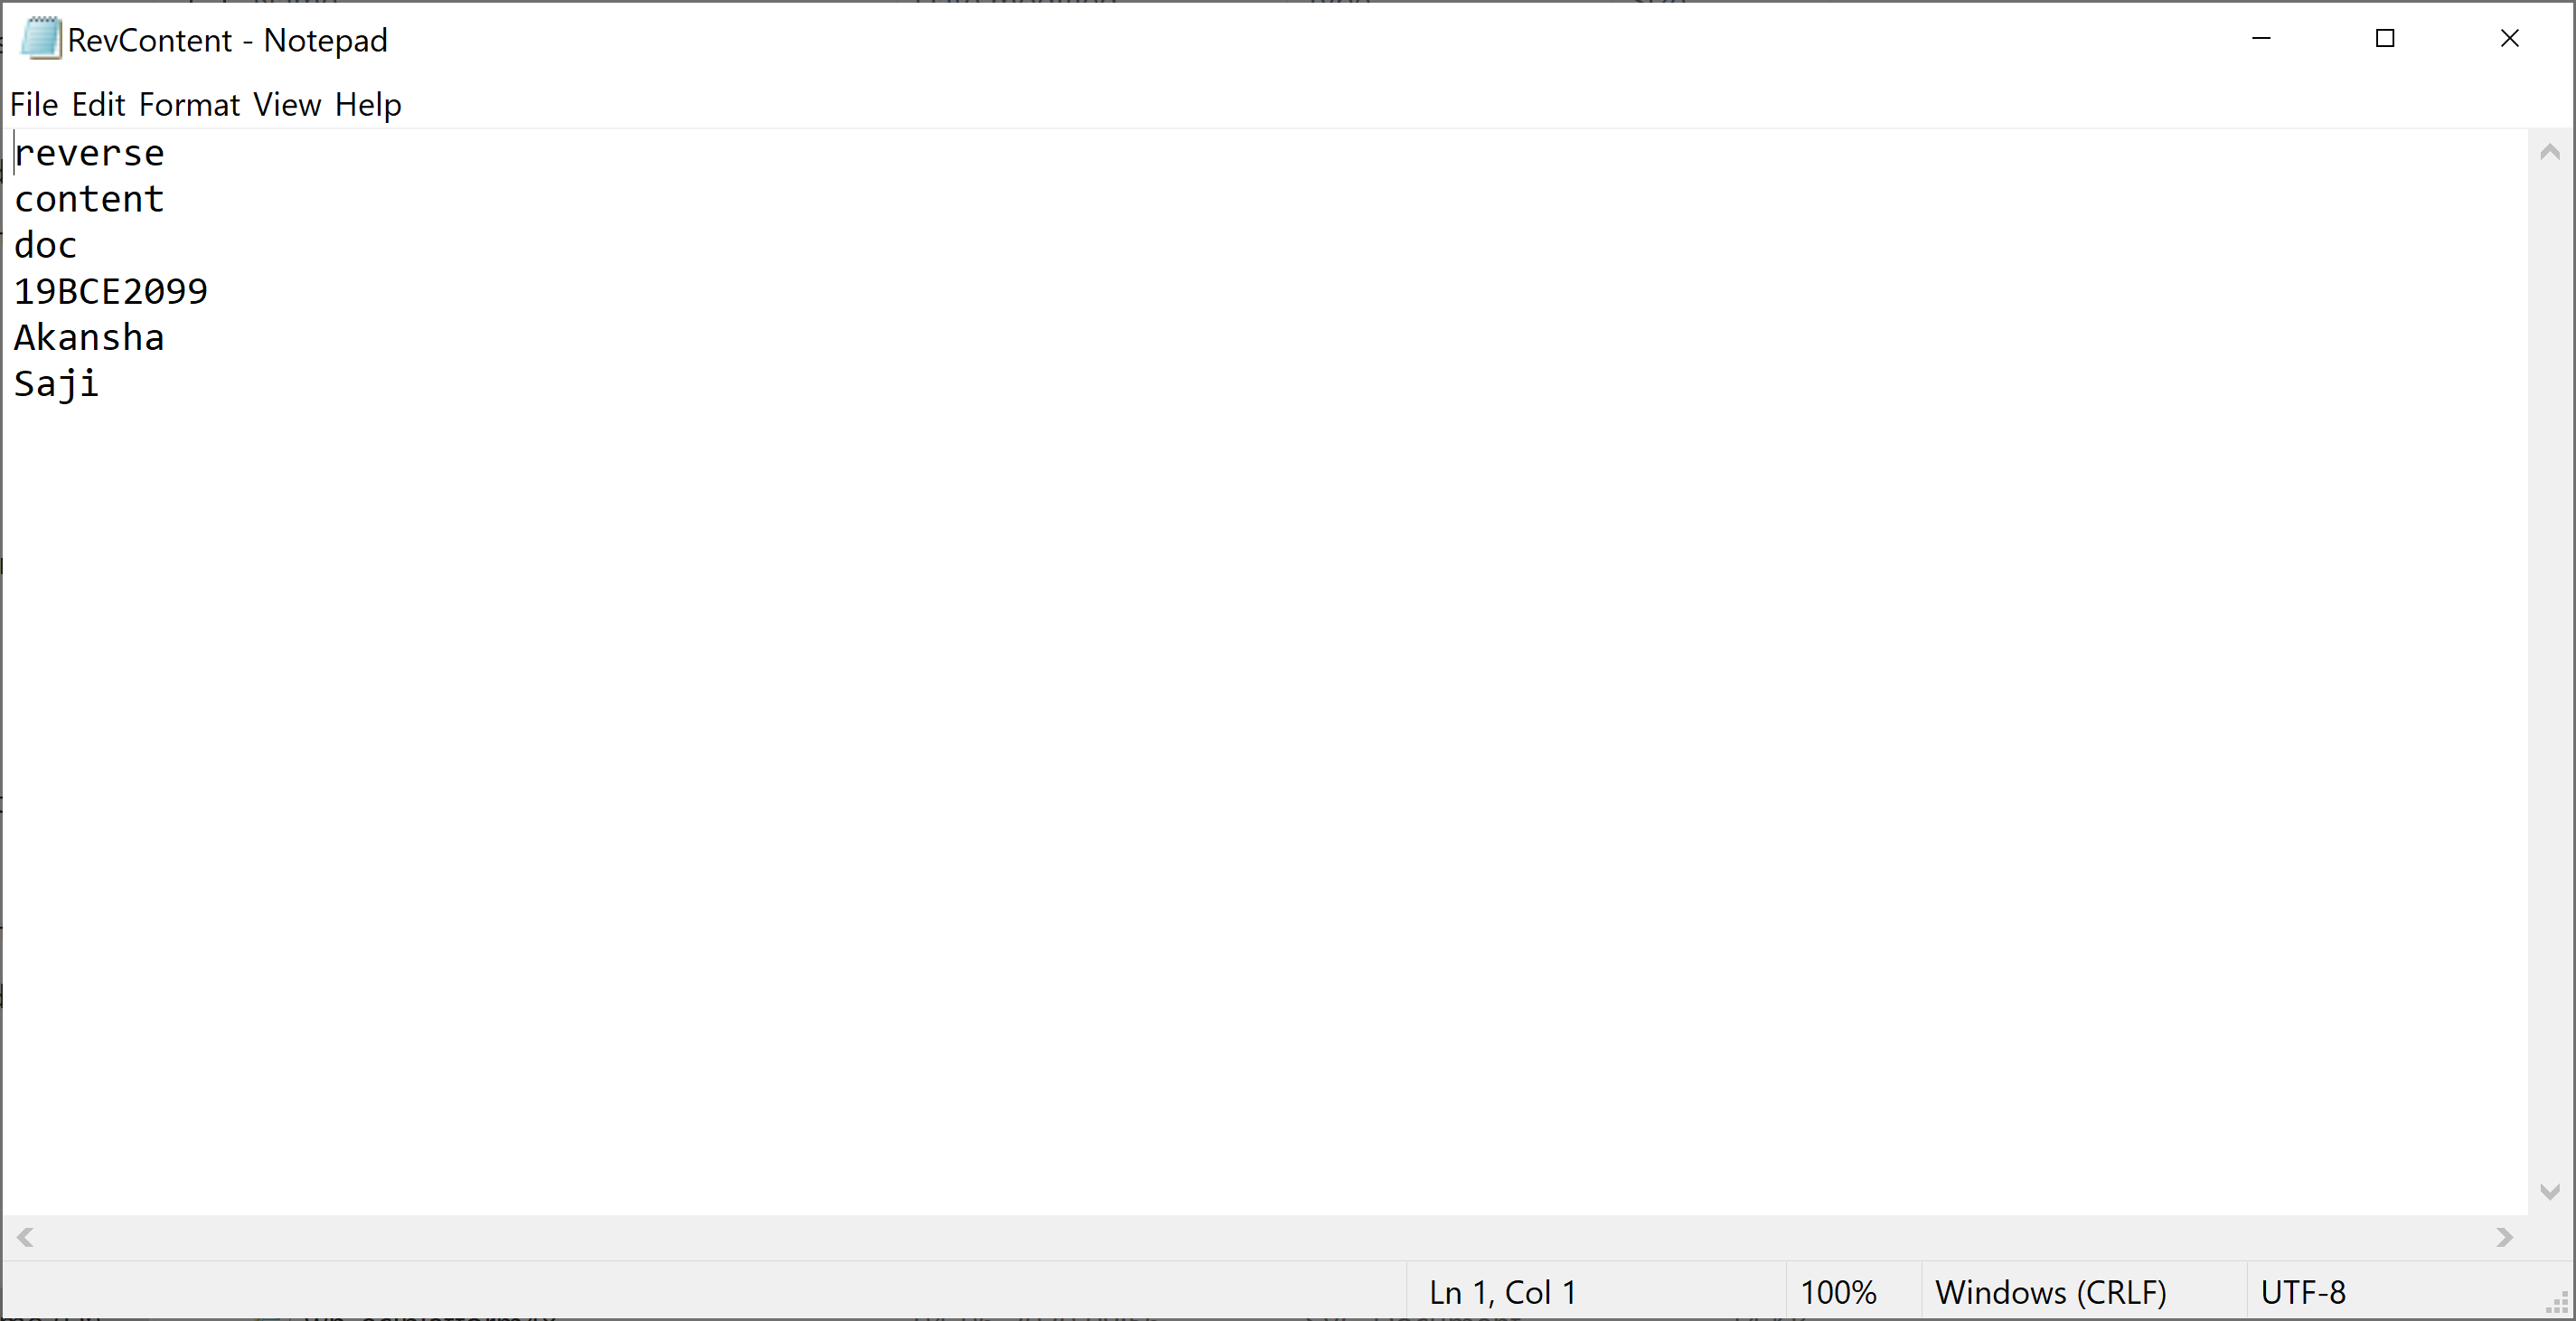 RevContent - Notepad
File Edit Format View Help
reverse
content
doc
19BCE2099
Akansha
Saji
Ln 1, Col 1 100% Windows (CRLF) UTF-8